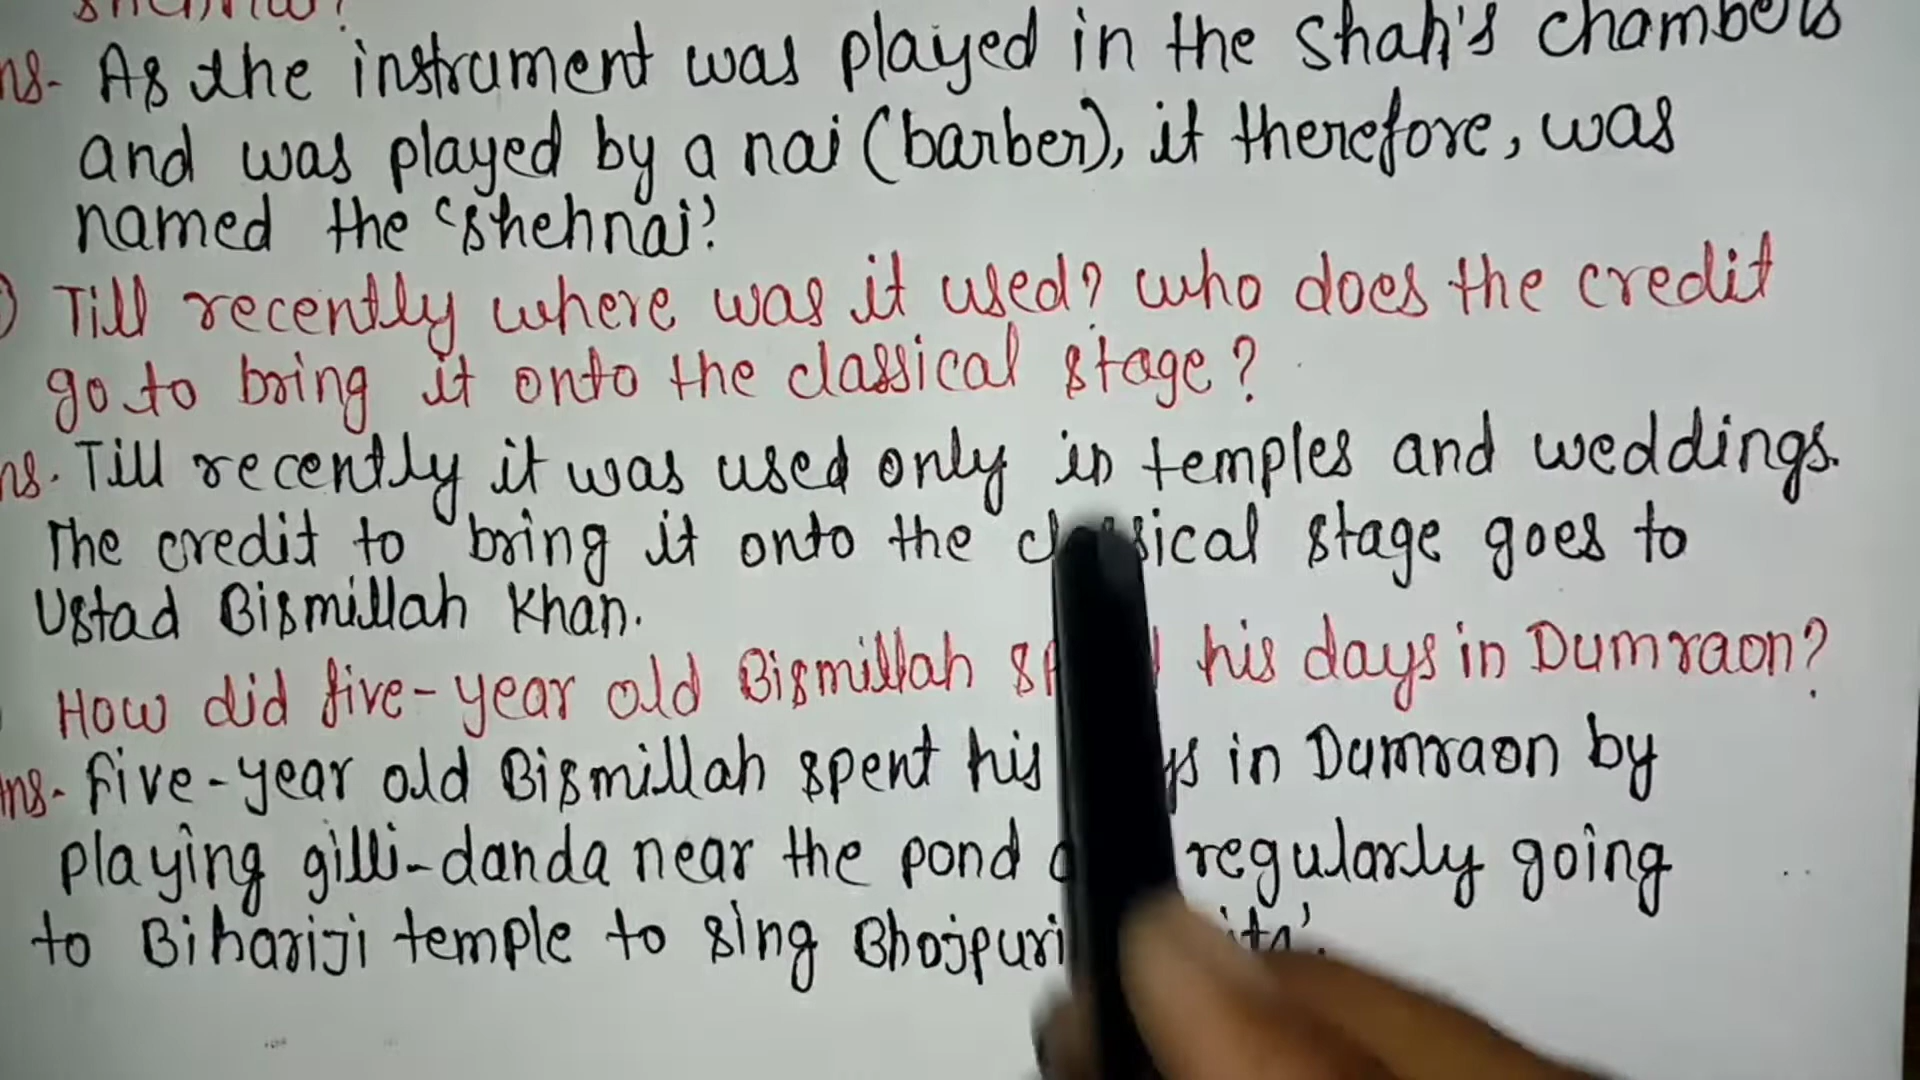 As the instrument was played in the Shah's chambers
and was played by a nai (barber), it therefore, was
named the 'shehnai'.
Till recently where was it used? who does the credit
go to bring it onto the classical stage?
Till recently it was used only in temples and weddings.
The credit to bring it onto the classical stage goes to
Ustad Bismillah Khan.
How did five-year old Bismillah his days in Dumraon?
Ans- five-year old Bismillah spent his in Dumraon by
playing gilli-danda near the pond regularly going
to Bihariji temple to sing Bhojpuri